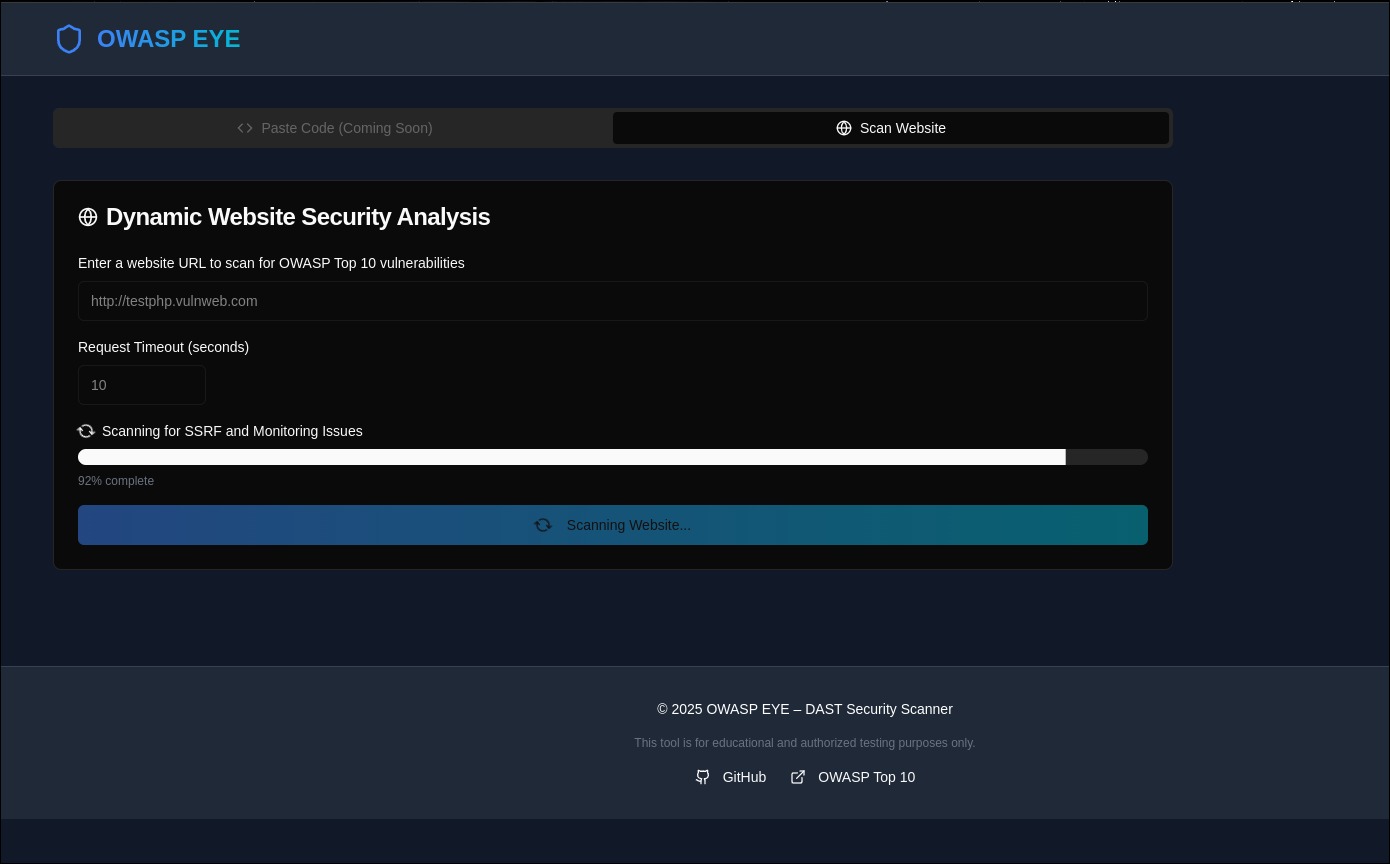 OWASP EYE
Paste Code (Coming Soon)
Scan Website
Dynamic Website Security Analysis
Enter a website URL to scan for OWASP Top 10 vulnerabilities
http://testphp.vulnweb.com
Request Timeout (seconds)
10
Scanning for SSRF and Monitoring Issues
92% complete
Scanning Website...
© 2025 OWASP EYE – DAST Security Scanner
This tool is for educational and authorized testing purposes only.
GitHub
OWASP Top 10